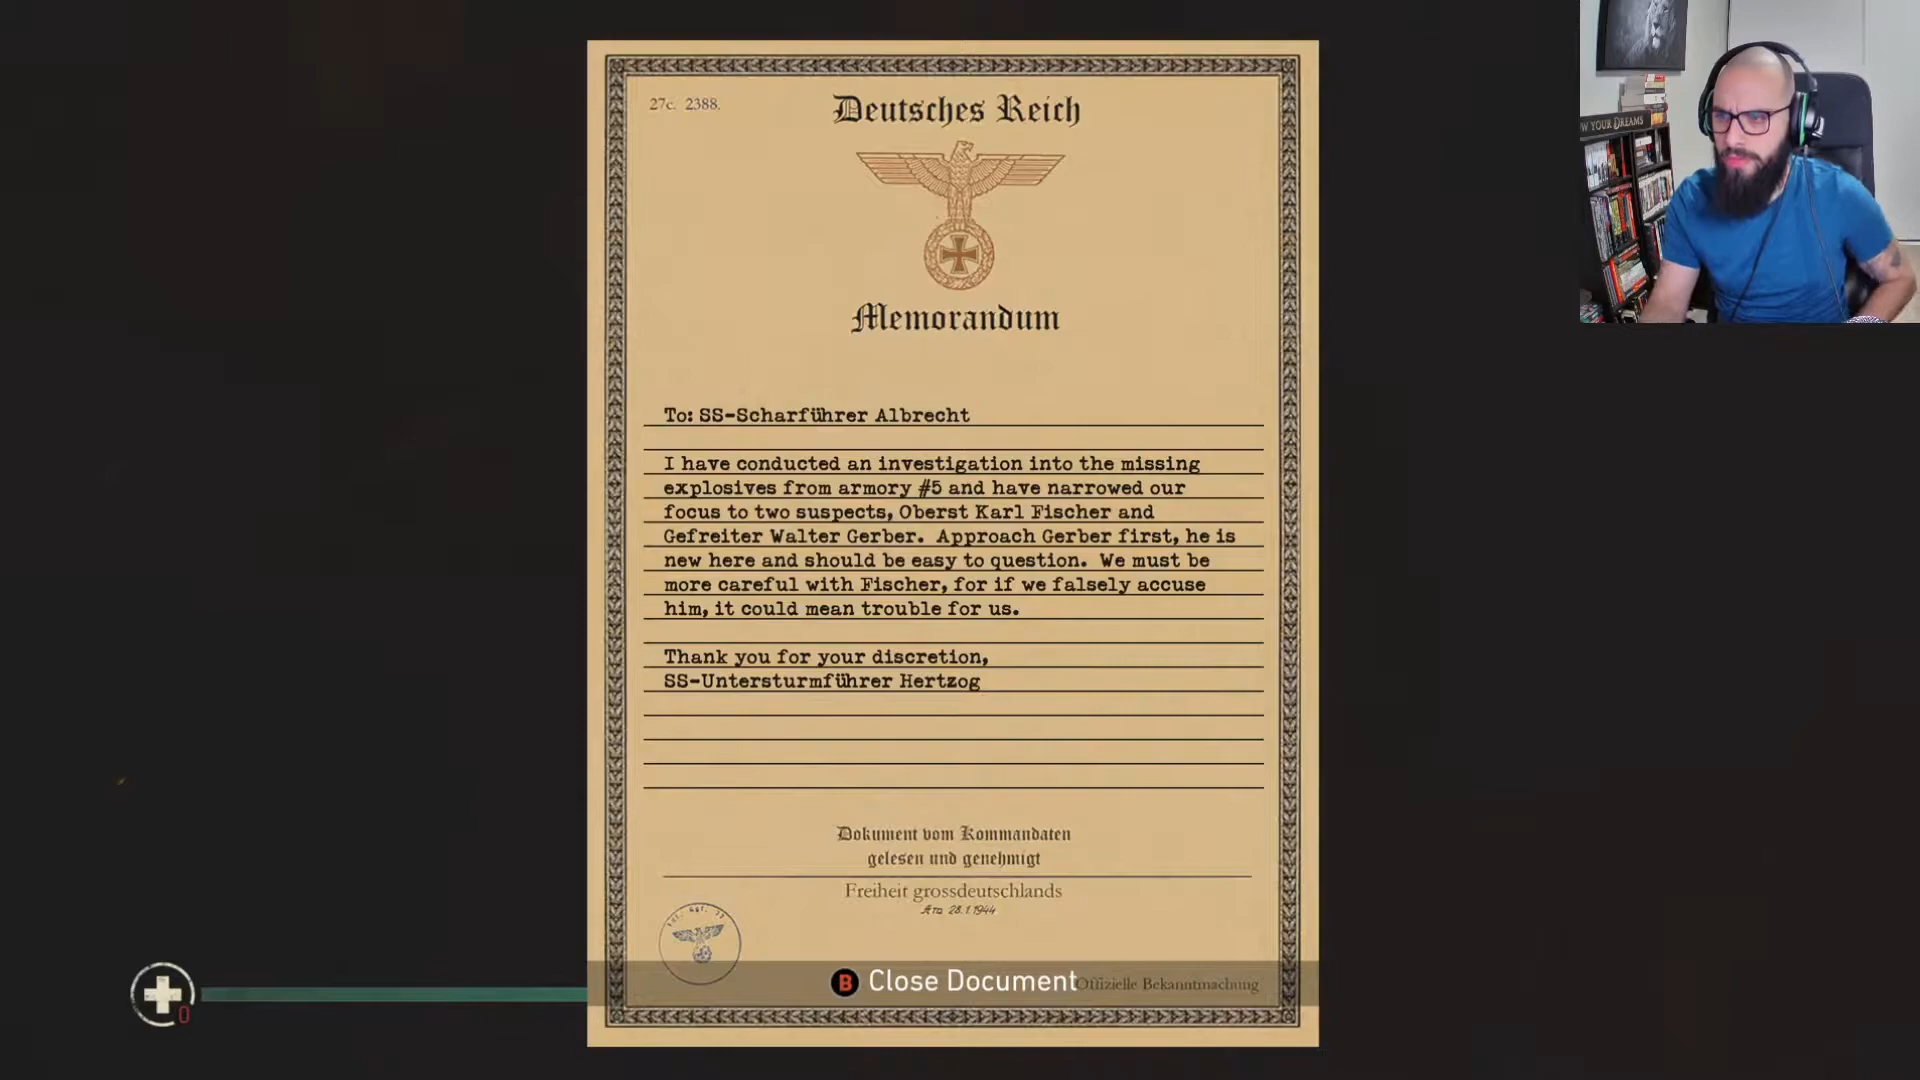 27c. 2388.
Deutsches Reich
Memorandum
To: SS-Scharführer Albrecht
I have conducted an investigation into the missing
explosives from armory #5 and have narrowed our
focus to two suspects, Oberst Karl Fischer and
Gefreiter Walter Gerber. Approach Gerber first, he is
new here and should be easy to question. We must be
more careful with Fischer, for if we falsely accuse
him, it could mean trouble for us.
Thank you for your discretion,
SS-Untersturmführer Hertzog
Dokument vom Kommandaten
gelesen und genehmigt
Freiheit grossdeutschlands
28.1.1944
B Close Document
Offizielle Bekanntmachung
0
W YOUR DREAMS